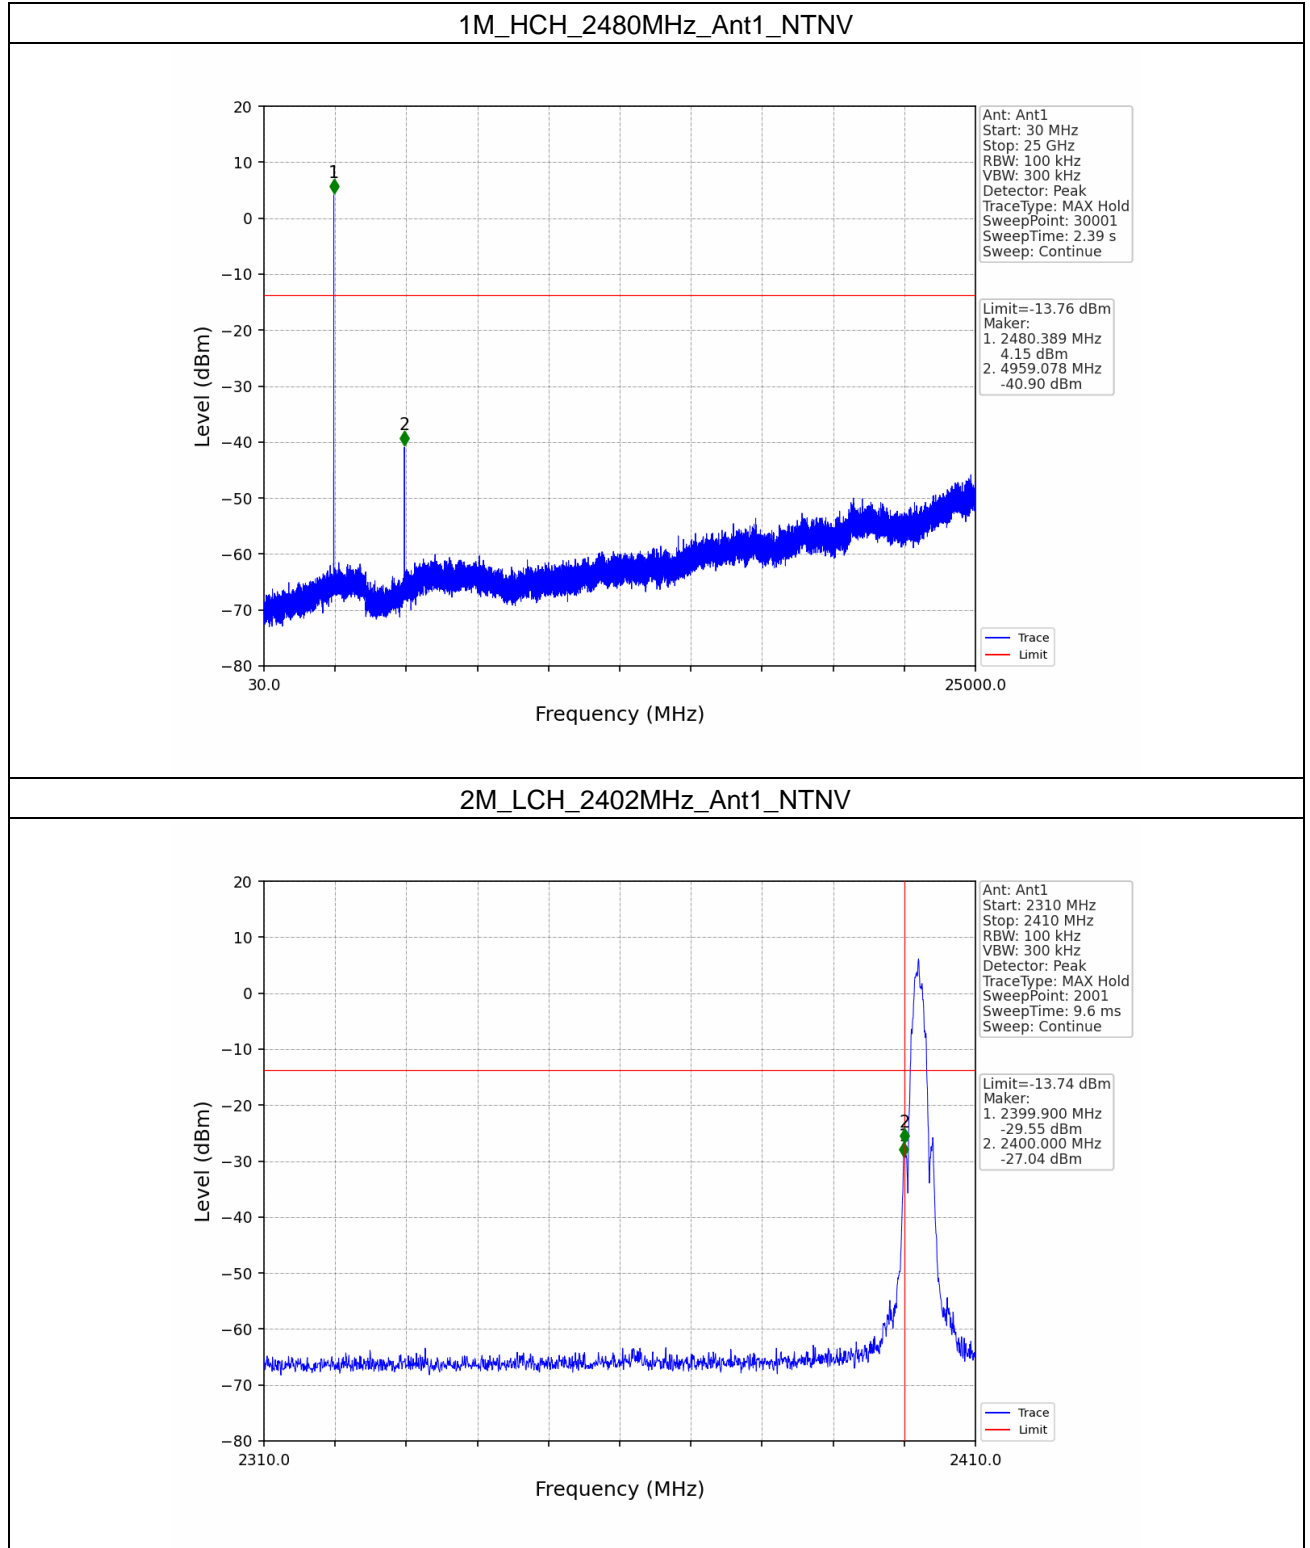 1M_HCH_2480MHz_Ant1_NTNV
20
10
0
−10
−20
−30
−40
−50
−60
−70
−80
Level (dBm)
1
2
30.0
25000.0
Frequency (MHz)
Ant: Ant1
Start: 30 MHz
Stop: 25 GHz
RBW: 100 kHz
VBW: 300 kHz
Detector: Peak
TraceType: MAX Hold
SweepPoint: 30001
SweepTime: 2.39 s
Sweep: Continue
Limit=-13.76 dBm
Maker:
1. 2480.389 MHz
4.15 dBm
2. 4959.078 MHz
-40.90 dBm
Trace
Limit
2M_LCH_2402MHz_Ant1_NTNV
20
10
0
−10
−20
−30
−40
−50
−60
−70
−80
Level (dBm)
2
2310.0
2410.0
Frequency (MHz)
Ant: Ant1
Start: 2310 MHz
Stop: 2410 MHz
RBW: 100 kHz
VBW: 300 kHz
Detector: Peak
TraceType: MAX Hold
SweepPoint: 2001
SweepTime: 9.6 ms
Sweep: Continue
Limit=-13.74 dBm
Maker:
1. 2399.900 MHz
-29.55 dBm
2. 2400.000 MHz
-27.04 dBm
Trace
Limit